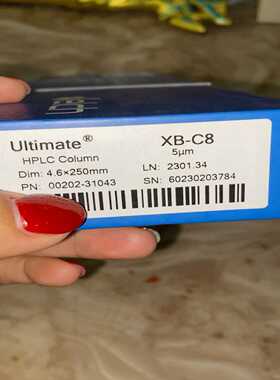 Ultimate® XB-C8
HPLC Column 5µm
Dim: 4.6×250mm LN: 2301.34
PN: 00202-31043 SN: 60230203784